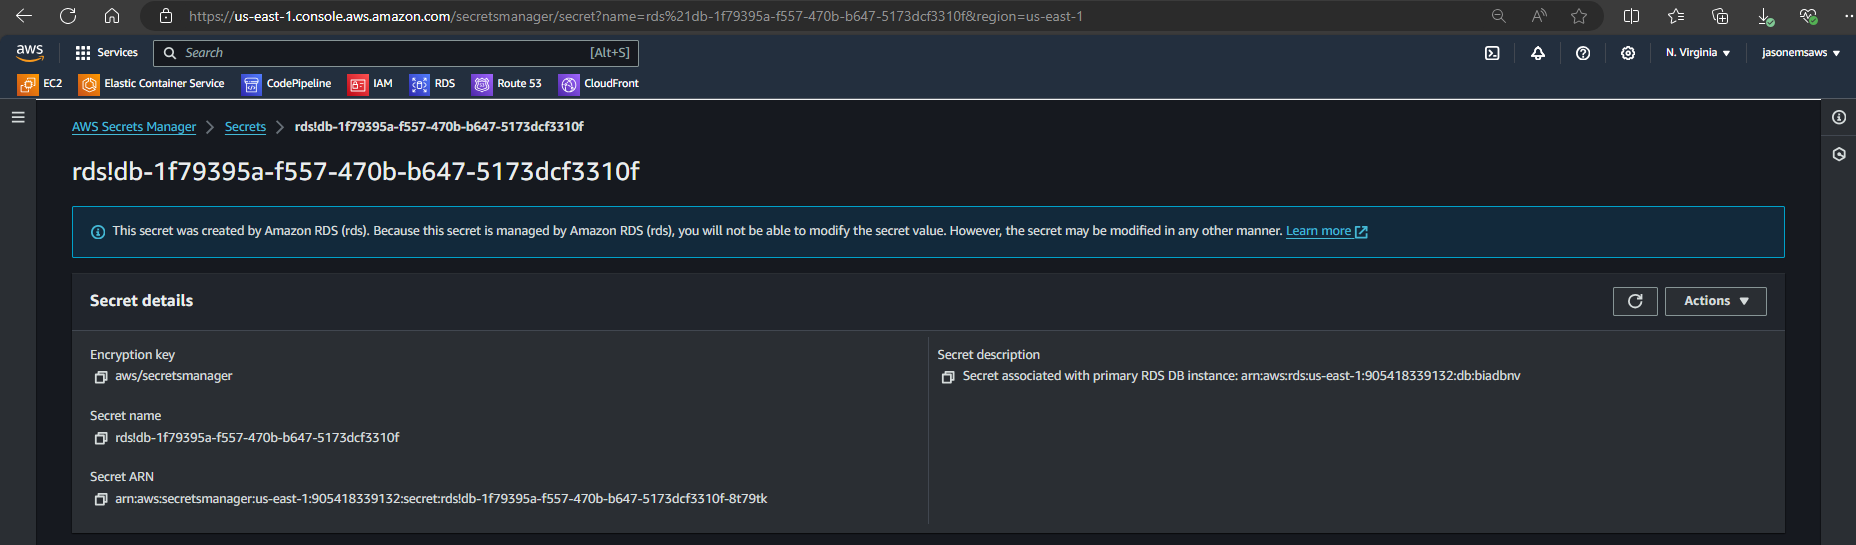 https://us-east-1.console.aws.amazon.com/secretsmanager/secret?name=rds%21db-1f79395a-f557-470b-b647-5173dcf3310f&region=us-east-1
aws Services Search [Alt+S] N. Virginia jasonemsaws
EC2 Elastic Container Service CodePipeline IAM RDS Route 53 CloudFront
AWS Secrets Manager Secrets rds!db-1f79395a-f557-470b-b647-5173dcf3310f
rds!db-1f79395a-f557-470b-b647-5173dcf3310f
This secret was created by Amazon RDS (rds). Because this secret is managed by Amazon RDS (rds), you will not be able to modify the secret value. However, the secret may be modified in any other manner. Learn more
Secret details
Actions
Encryption key
aws/secretsmanager
Secret name
rds!db-1f79395a-f557-470b-b647-5173dcf3310f
Secret ARN
arn:aws:secretsmanager:us-east-1:905418339132:secret:rds!db-1f79395a-f557-470b-b647-5173dcf3310f-8t79tk
Secret description
Secret associated with primary RDS DB instance: arn:aws:rds:us-east-1:905418339132:db:biadbnv